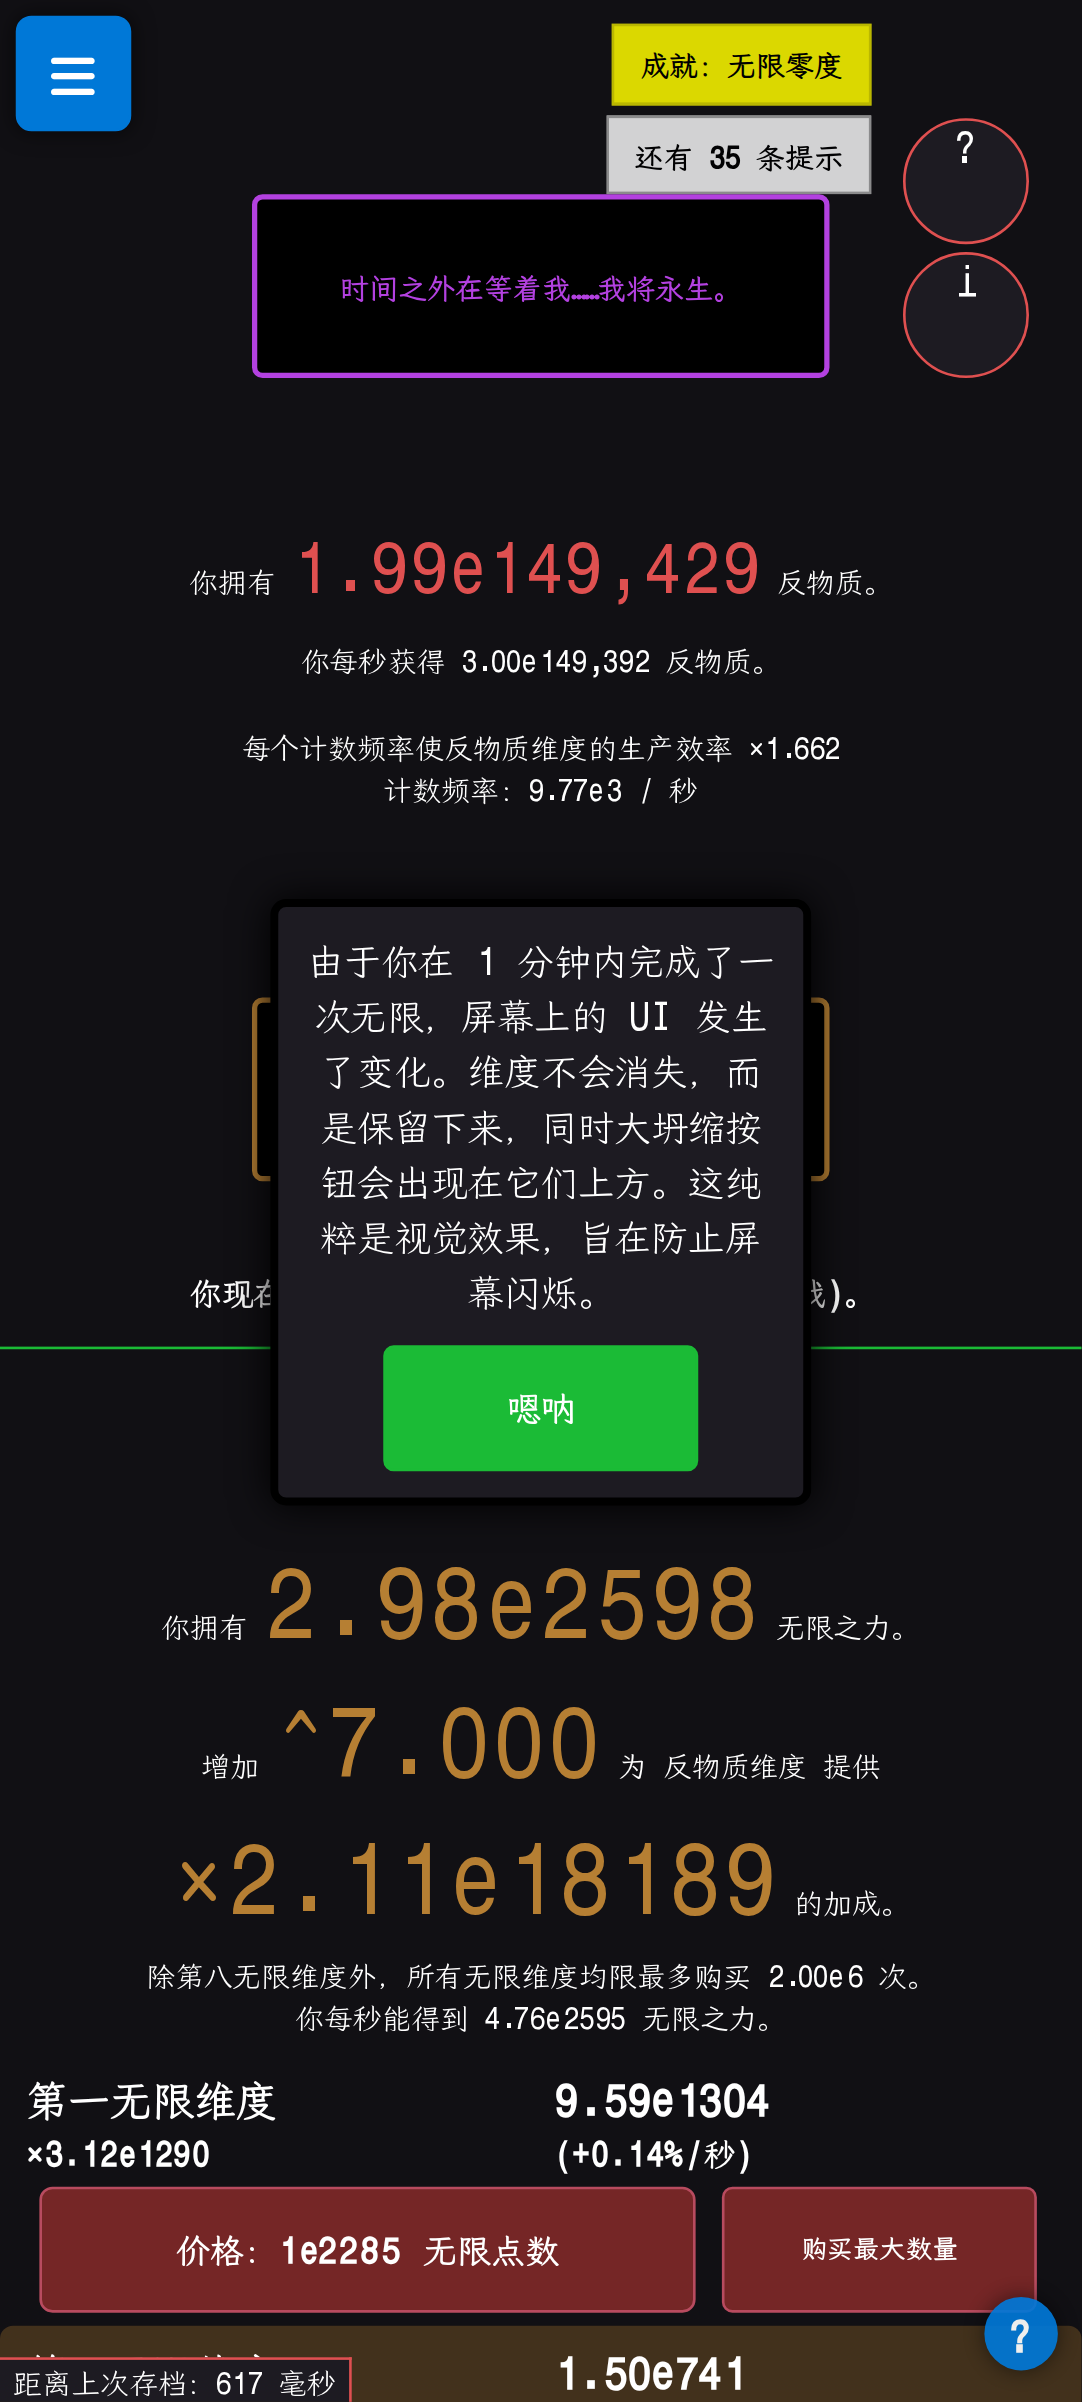 成就：无限零度
还有 35 条提示
?
i
时间之外在等着我……我将永生。
你拥有 1.99e149,429 反物质。
你每秒获得 3.00e149,392 反物质。
每个计数频率使反物质维度的生产效率 ×1.662
计数频率：9.77e3 / 秒
由于你在 1 分钟内完成了一
次无限，屏幕上的 UI 发生
了变化。维度不会消失，而
是保留下来，同时大坍缩按
钮会出现在它们上方。这纯
粹是视觉效果，旨在防止屏
幕闪烁。
你现在
)。
嗯呐
你拥有 2.98e2598 无限之力。
增加 ^7.000 为 反物质维度 提供
×2.11e18189 的加成。
除第八无限维度外，所有无限维度均限最多购买 2.00e6 次。
你每秒能得到 4.76e2595 无限之力。
第一无限维度 9.59e1304
×3.12e1290 (+0.14%/秒)
价格：1e2285 无限点数 购买最大数量
?
1.50e741
距离上次存档：617 毫秒